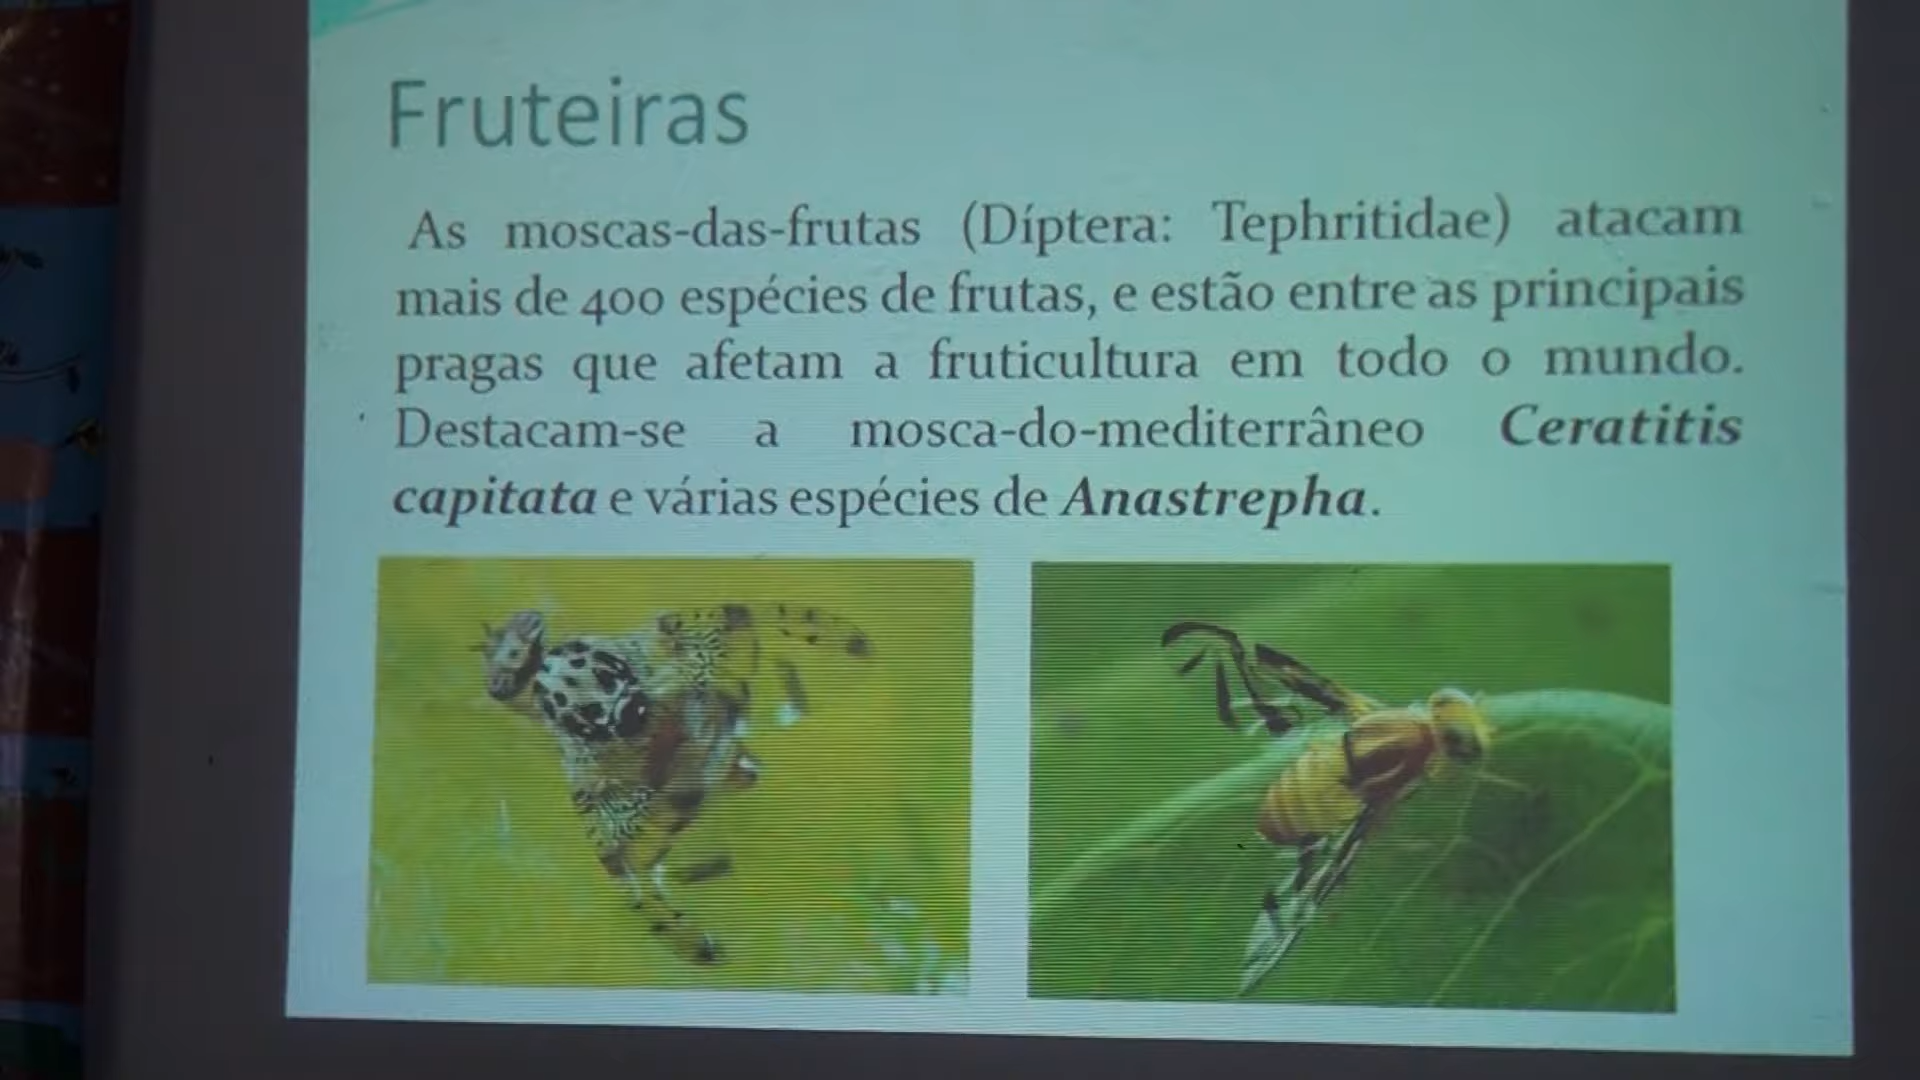 Fruteiras
As moscas-das-frutas (Díptera: Tephritidae) atacam
mais de 400 espécies de frutas, e estão entre as principais
pragas que afetam a fruticultura em todo o mundo.
Destacam-se a mosca-do-mediterrâneo Ceratitis
capitata e várias espécies de Anastrepha.